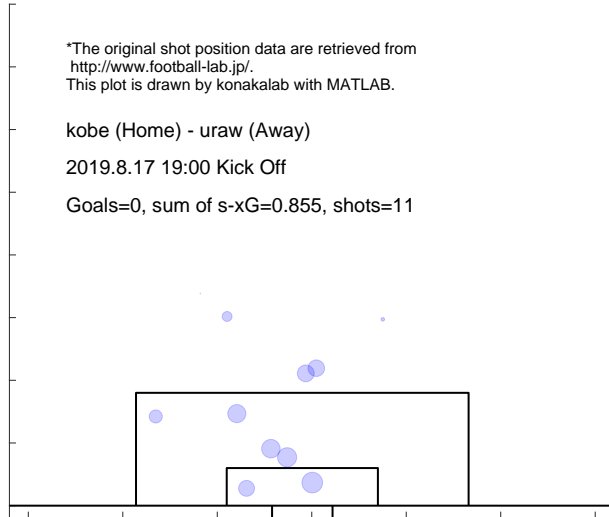 *The original shot position data are retrieved from
http://www.football-lab.jp/.
This plot is drawn by konakalab with MATLAB.
kobe (Home) - uraw (Away)
2019.8.17 19:00 Kick Off
Goals=0, sum of s-xG=0.855, shots=11